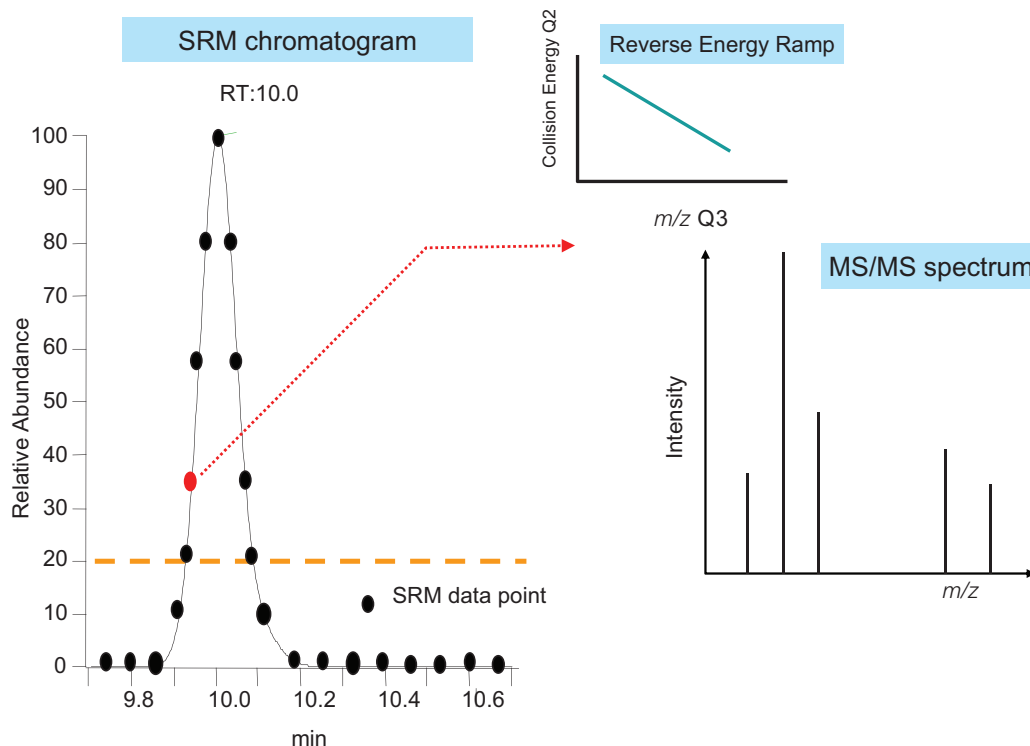 SRM chromatogram
RT:10.0
Relative Abundance
100
90
80
70
60
50
40
30
20
10
0
9.8 10.0 10.2 10.4 10.6
min
SRM data point
Reverse Energy Ramp
Collision Energy Q2
m/z Q3
MS/MS spectrum
Intensity
m/z